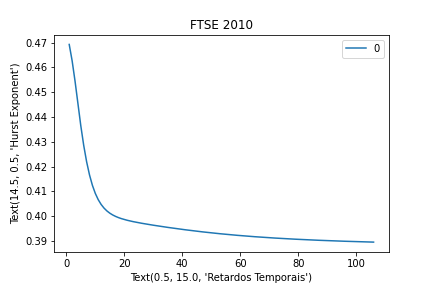 FTSE 2010
0
Text(14.5, 0.5, 'Hurst Exponent')
0.47
0.46
0.45
0.44
0.43
0.42
0.41
0.40
0.39
0 20 40 60 80 100
Text(0.5, 15.0, 'Retardos Temporais')